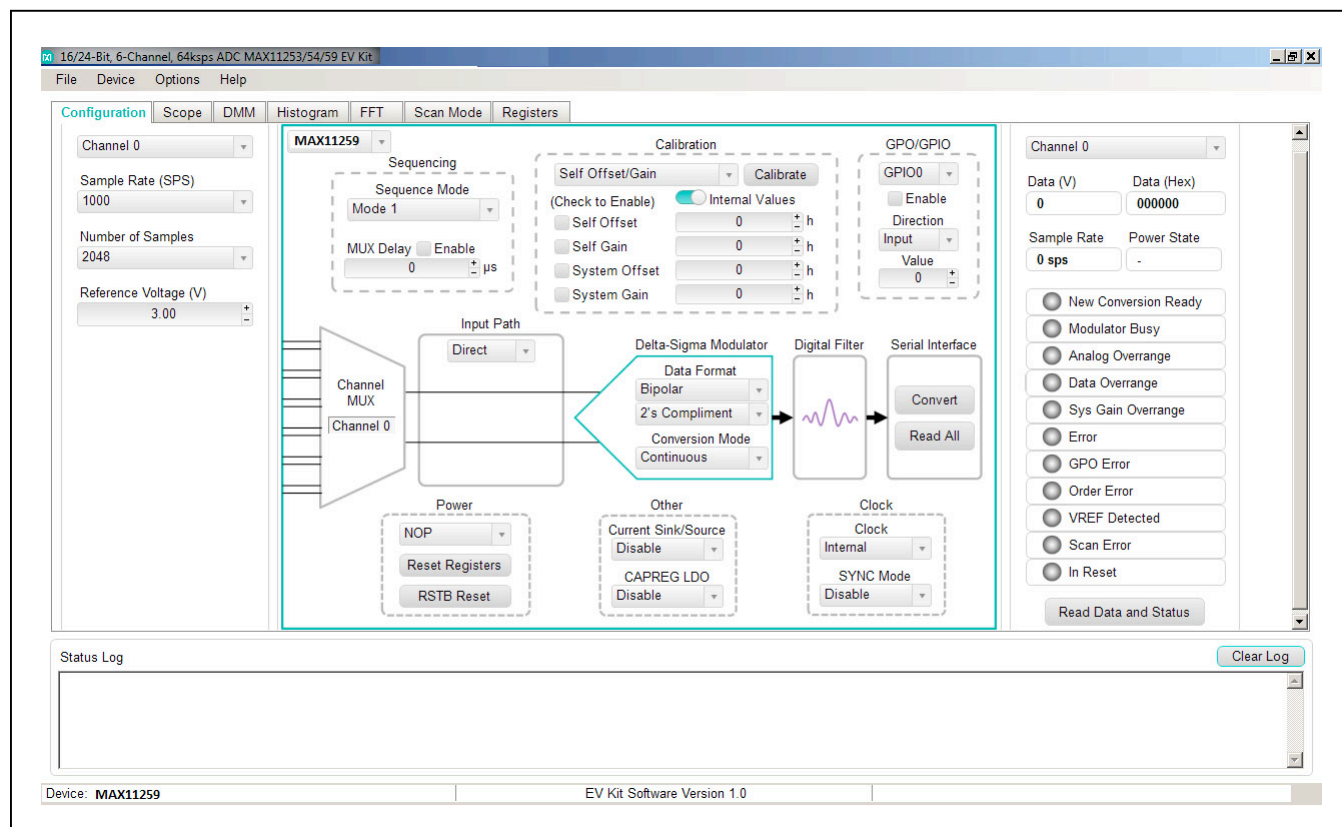 16/24-Bit, 6-Channel, 64ksps ADC MAX11253/54/59 EV Kit
File Device Options Help
Configuration Scope DMM Histogram FFT Scan Mode Registers
Channel 0
Sample Rate (SPS)
1000
Number of Samples
2048
Reference Voltage (V)
3.00
MAX11259
Sequencing
Sequence Mode
Mode 1
MUX Delay Enable
0 µs
Calibration
Self Offset/Gain Calibrate
(Check to Enable) Internal Values
Self Offset 0 h
Self Gain 0 h
System Offset 0 h
System Gain 0 h
GPO/GPIO
GPIO0
Enable
Direction
Input
Value
0
Channel
MUX
Channel 0
Input Path
Direct
Delta-Sigma Modulator
Data Format
Bipolar
2's Compliment
Conversion Mode
Continuous
Digital Filter
Serial Interface
Convert
Read All
Power
NOP
Reset Registers
RSTB Reset
Other
Current Sink/Source
Disable
CAPREG LDO
Disable
Clock
Clock
Internal
SYNC Mode
Disable
Channel 0
Data (V) Data (Hex)
0 000000
Sample Rate Power State
0 sps -
New Conversion Ready
Modulator Busy
Analog Overrange
Data Overrange
Sys Gain Overrange
Error
GPO Error
Order Error
VREF Detected
Scan Error
In Reset
Read Data and Status
Status Log Clear Log
Device: MAX11259 EV Kit Software Version 1.0